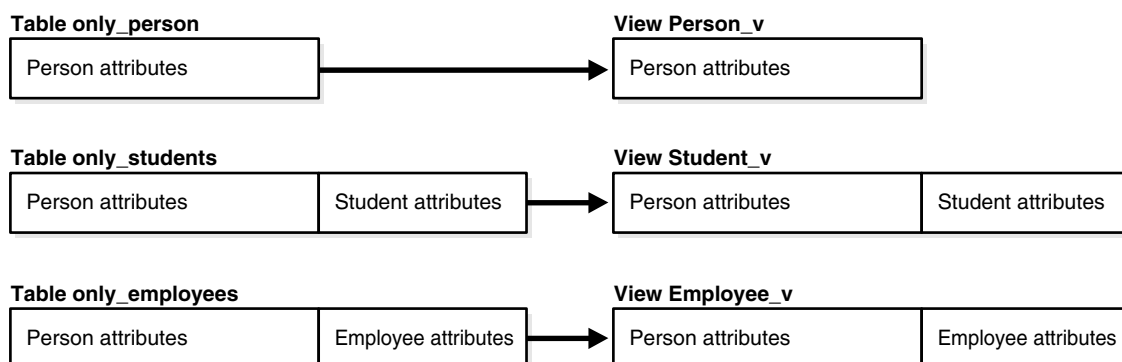 Table only_person View Person_v
Person attributes Person attributes
Table only_students View Student_v
Person attributes Student attributes Person attributes Student attributes
Table only_employees View Employee_v
Person attributes Employee attributes Person attributes Employee attributes